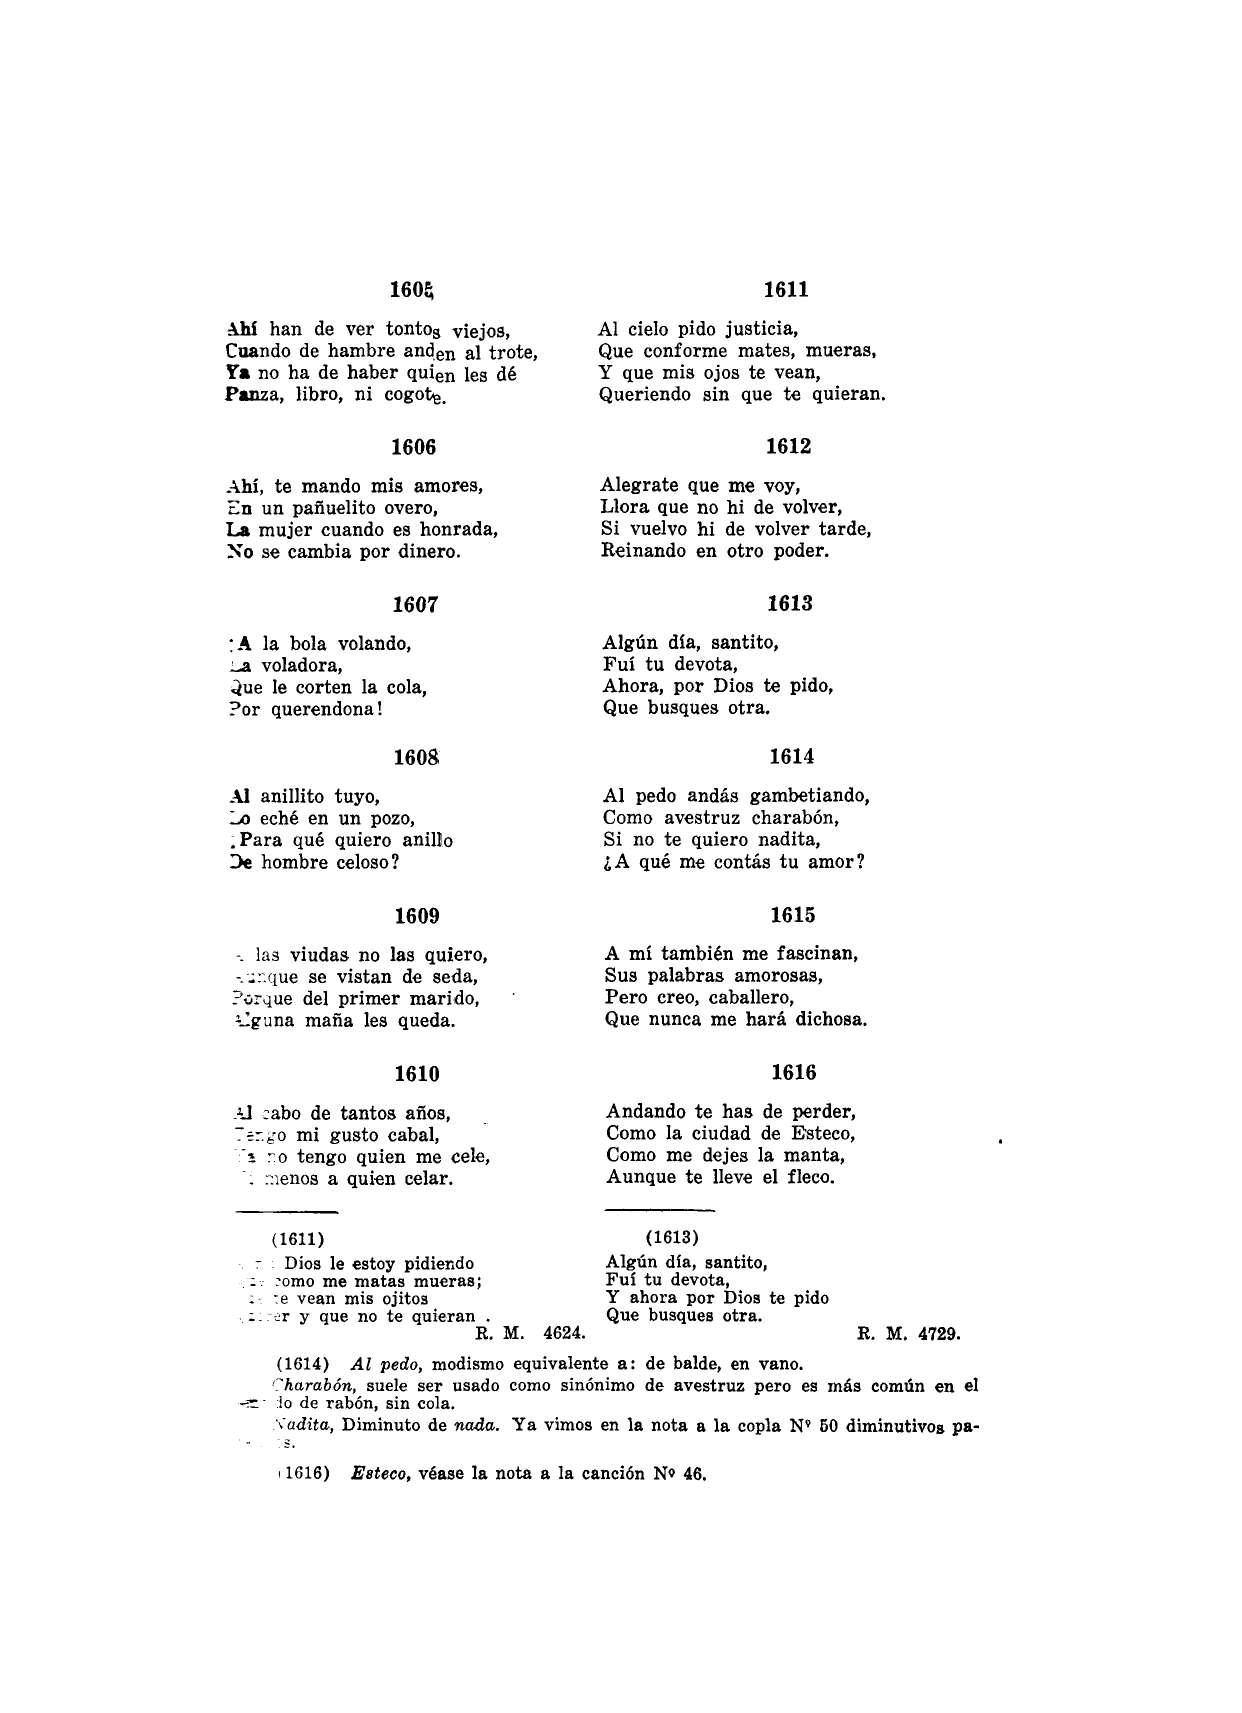 1605
Ahí han de ver tontos viejos,
Cuando de hambre anden al trote,
Ya no ha de haber quien les dé
Panza, libro, ni cogote.
1606
Ahí, te mando mis amores,
En un pañuelito overo,
La mujer cuando es honrada,
No se cambia por dinero.
1607
¡A la bola volando,
La voladora,
Que le corten la cola,
Por querendona!
1608
Al anillito tuyo,
Lo eché en un pozo,
¿Para qué quiero anillo
De hombre celoso?
1609
A las viudas no las quiero,
Aunque se vistan de seda,
Porque del primer marido,
Alguna maña les queda.
1610
Al cabo de tantos años,
Tengo mi gusto cabal,
Ya no tengo quien me cele,
menos a quien celar.
1611
Al cielo pido justicia,
Que conforme mates, mueras,
Y que mis ojos te vean,
Queriendo sin que te quieran.
1612
Alegrate que me voy,
Llora que no hi de volver,
Si vuelvo hi de volver tarde,
Reinando en otro poder.
1613
Algún día, santito,
Fuí tu devota,
Ahora, por Dios te pido,
Que busques otra.
1614
Al pedo andás gambetiando,
Como avestruz charabón,
Si no te quiero nadita,
¿A qué me contás tu amor?
1615
A mí también me fascinan,
Sus palabras amorosas,
Pero creo, caballero,
Que nunca me hará dichosa.
1616
Andando te has de perder,
Como la ciudad de Esteco,
Como me dejes la manta,
Aunque te lleve el fleco.
(1611)
Dios le estoy pidiendo
como me matas mueras;
te vean mis ojitos
y que no te quieran .
R. M. 4624.
(1613)
Algún día, santito,
Fuí tu devota,
Y ahora por Dios te pido
Que busques otra.
R. M. 4729.
(1614) Al pedo, modismo equivalente a: de balde, en vano.
Charabón, suele ser usado como sinónimo de avestruz pero es más común en el
de rabón, sin cola.
Nadita, Diminuto de nada. Ya vimos en la nota a la copla Nº 50 diminutivos pa-
(1616) Esteco, véase la nota a la canción Nº 46.